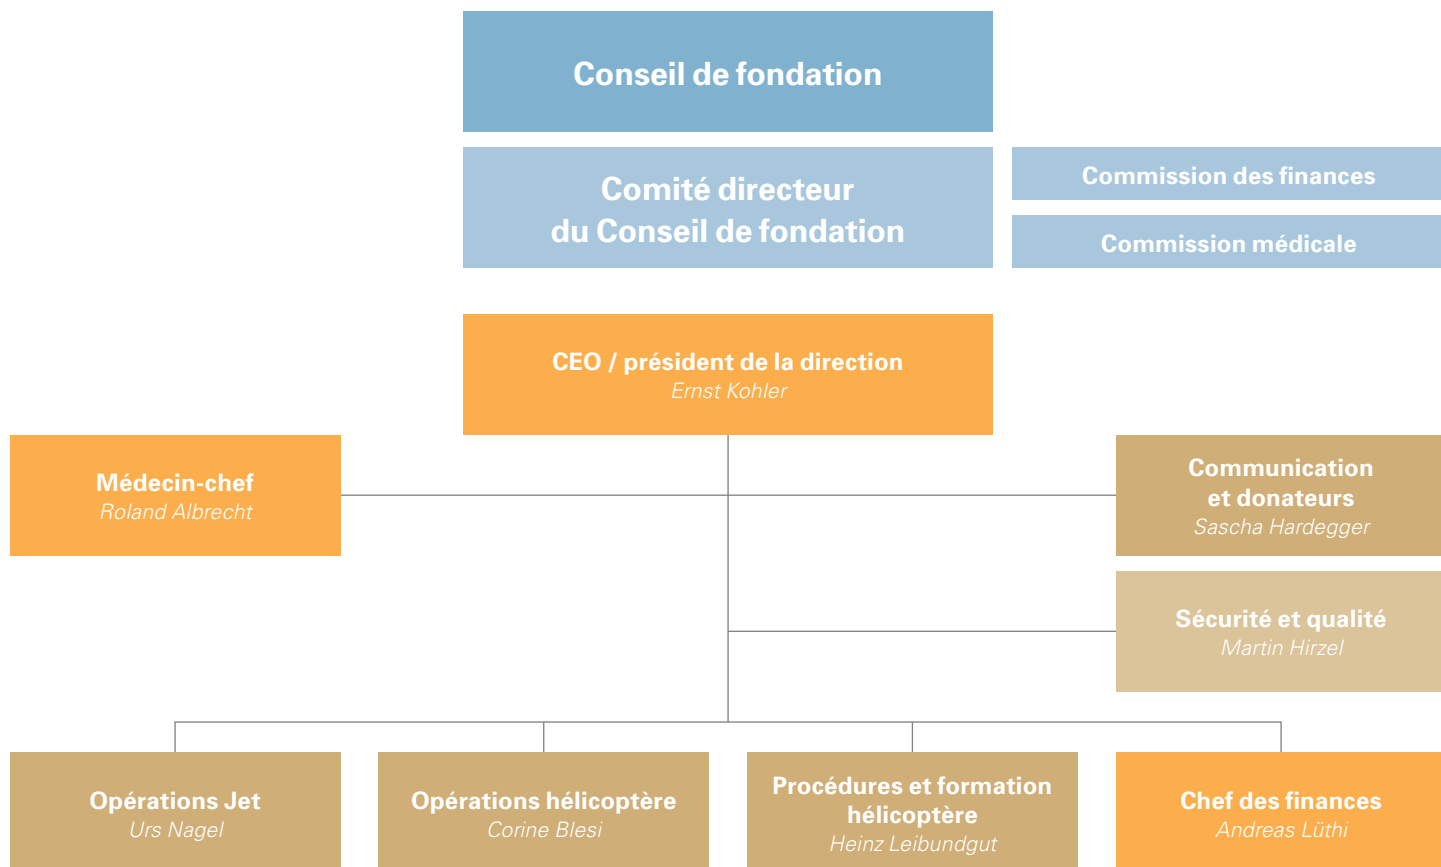 Conseil de fondation
Comité directeur
du Conseil de fondation
Commission des finances
Commission médicale
CEO / président de la direction
Ernst Kohler
Médecin-chef
Roland Albrecht
Communication
et donateurs
Sascha Hardegger
Sécurité et qualité
Martin Hirzel
Opérations Jet
Urs Nagel
Opérations hélicoptère
Corine Blesi
Procédures et formation
hélicoptère
Heinz Leibundgut
Chef des finances
Andreas Lüthi